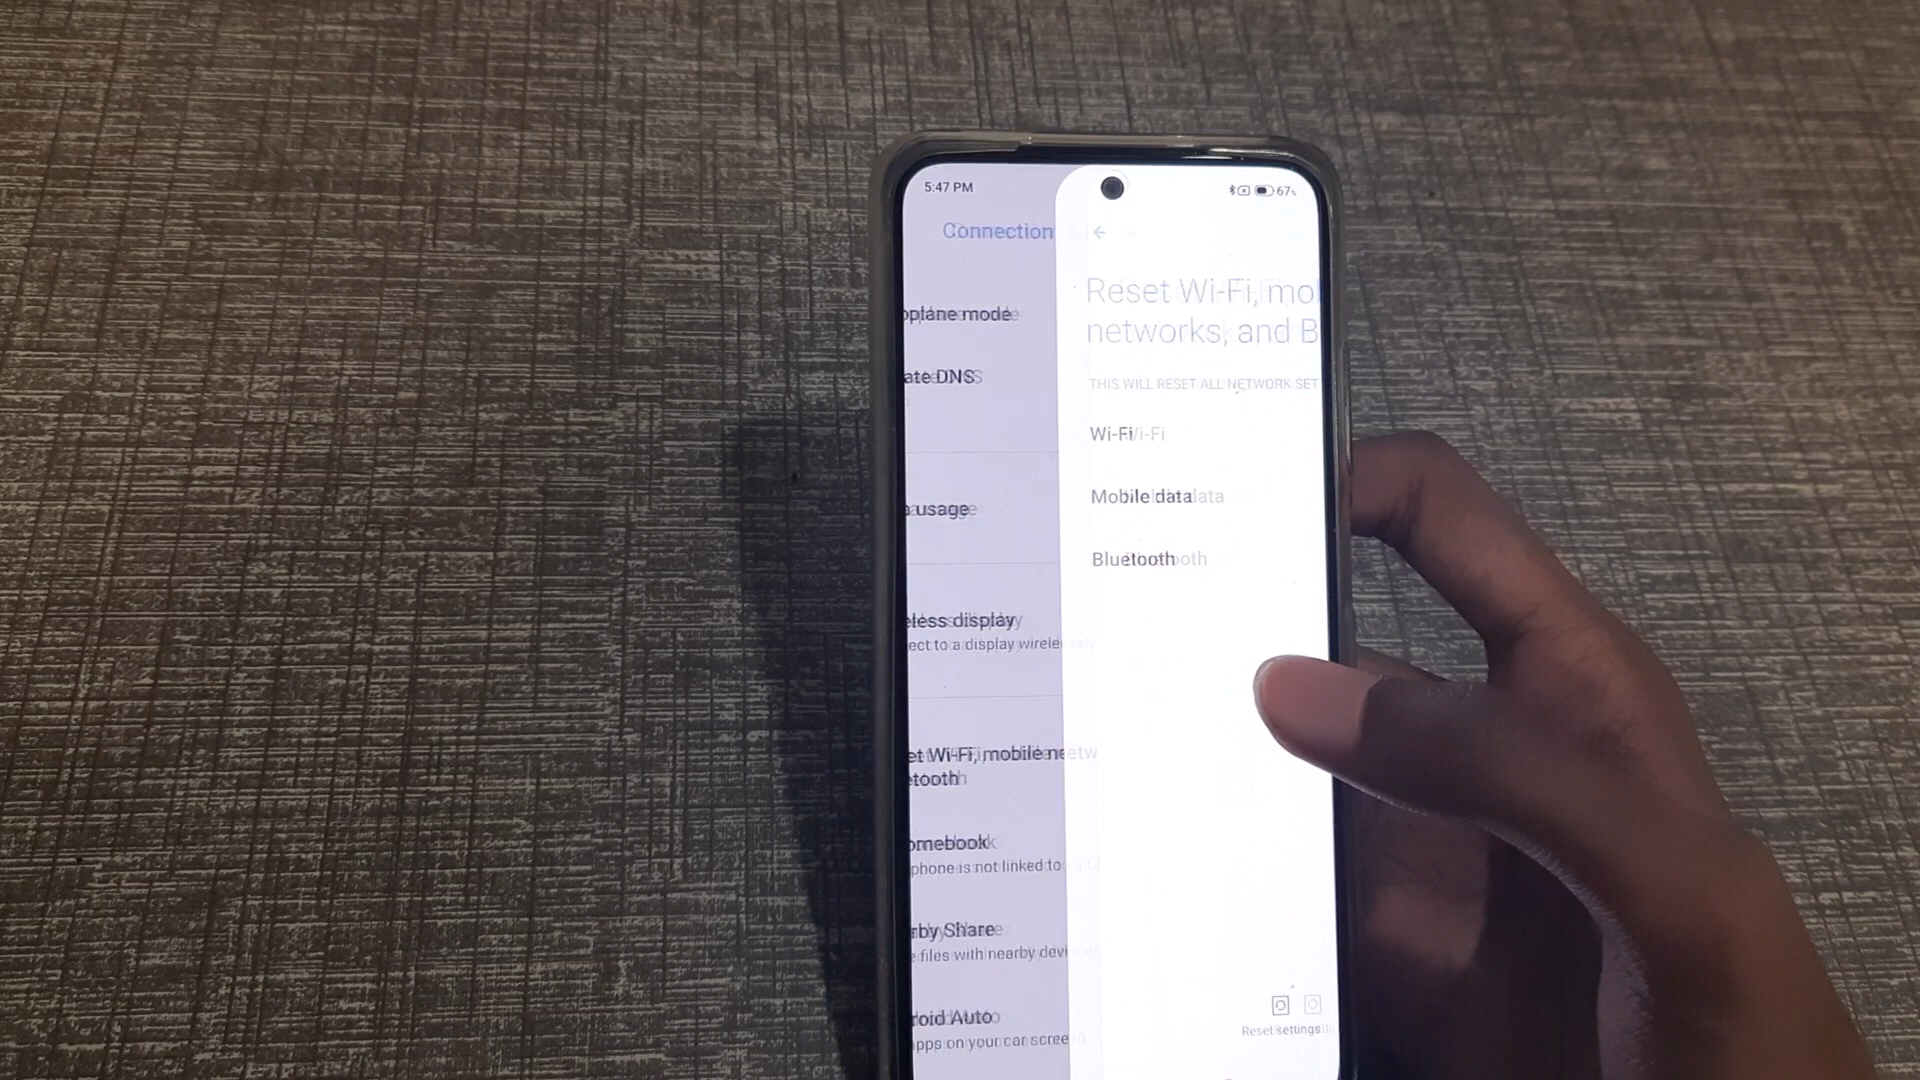 5:47 PM
67%
Connection
oplane mode
ate DNS
a usage
eless display
ect to a display wirelessly
et Wi-Fi, mobile netw
etooth
omebook
phone is not linked to a C
rby Share
e files with nearby devices
roid Auto
apps on your car screen
Reset Wi-Fi, mol
networks, and B
THIS WILL RESET ALL NETWORK SET
Wi-Fi
Mobile data
Bluetooth
Reset settings